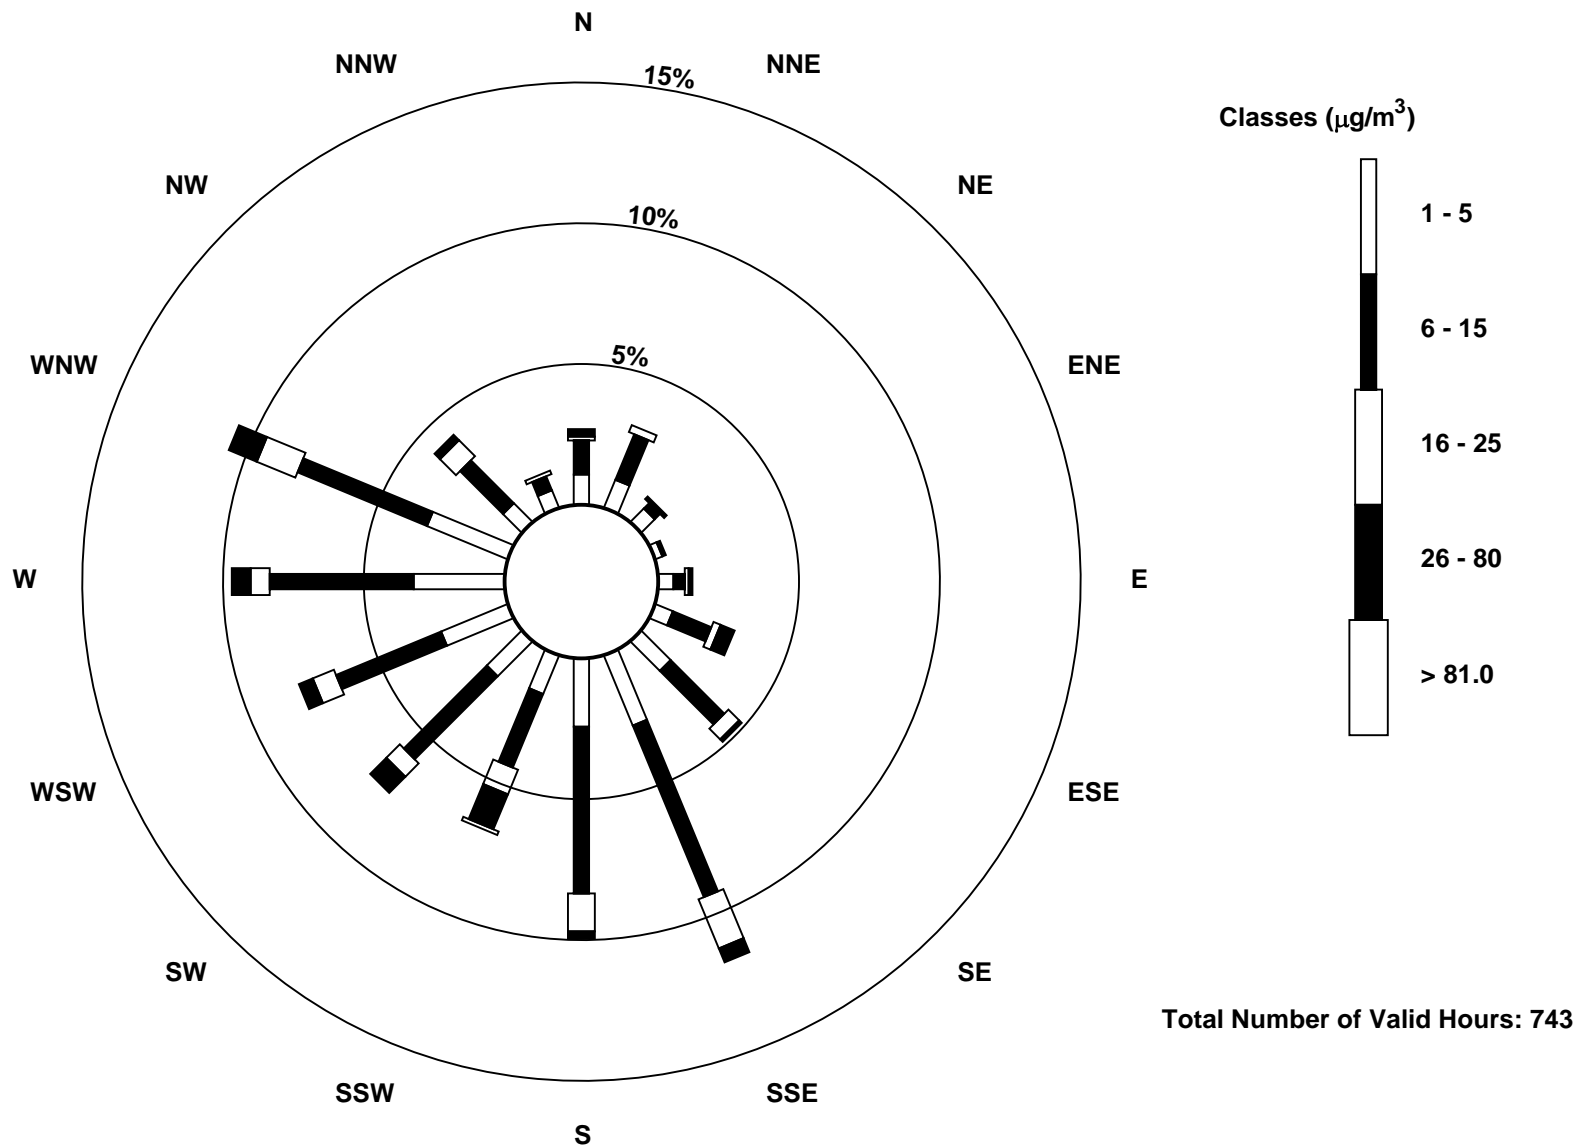 N
NNW
NNE
15%
Classes (μg/m³)
NW
NE
1 - 5
10%
6 - 15
5%
WNW
ENE
16 - 25
26 - 80
W
E
> 81.0
WSW
ESE
SW
SE
Total Number of Valid Hours: 743
SSW
SSE
S